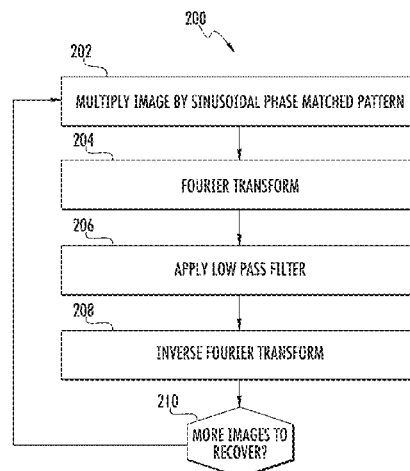 200
202
MULTIPLY IMAGE BY SINUSOIDAL PHASE MATCHED PATTERN
204
FOURIER TRANSFORM
206
APPLY LOW PASS FILTER
208
INVERSE FOURIER TRANSFORM
210
MORE IMAGES TO
RECOVER?